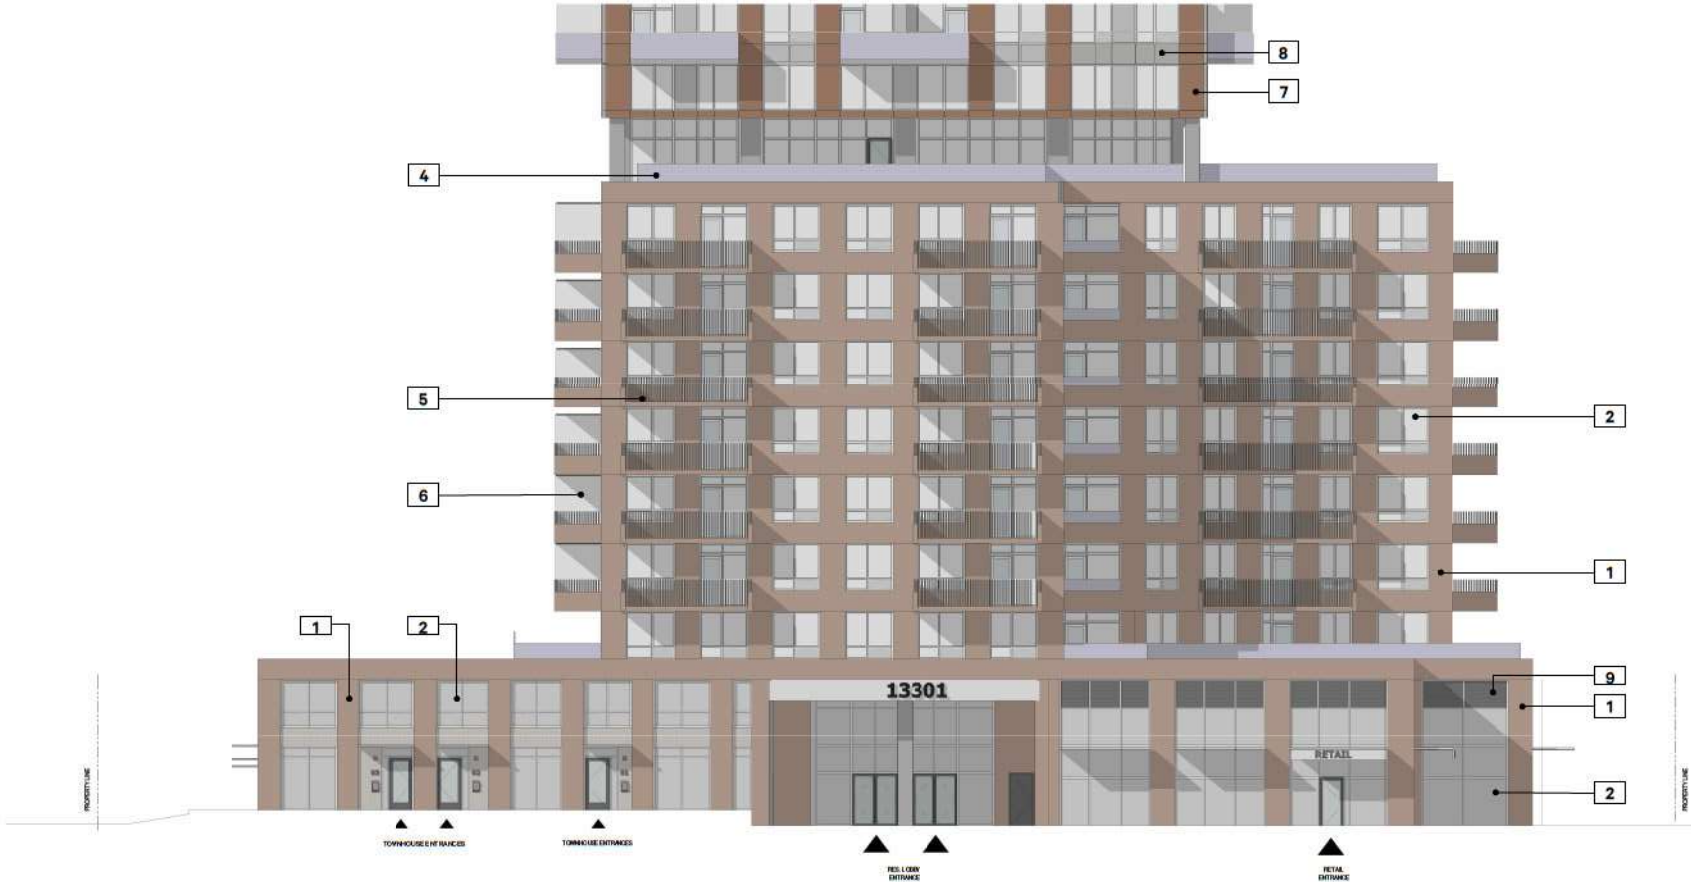 8
7
4
5
2
6
1
1
2
9
13301
1
RETAIL
2
PROPERTY LINE
PROPERTY LINE
TOWNHOUSE ENTRANCES
TOWNHOUSE ENTRANCES
RES. LOBBY
ENTRANCE
RETAIL
ENTRANCE